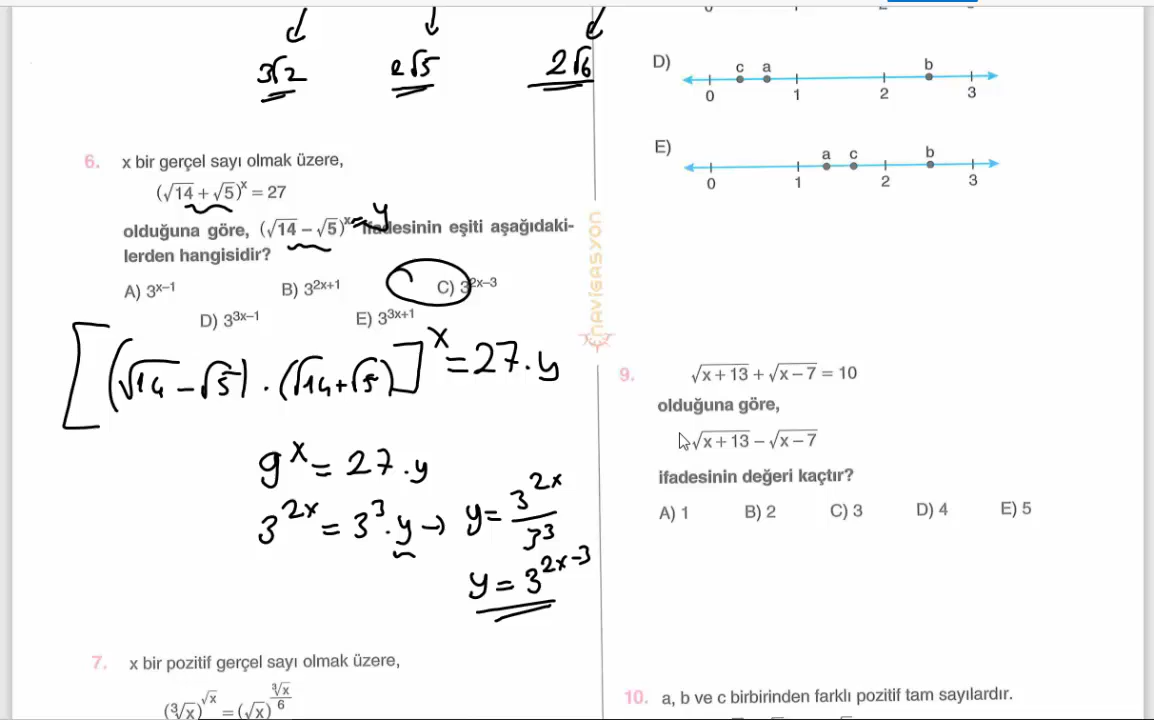 3√2 2√5 2√6
6. x bir gerçel sayı olmak üzere,
(√14 + √5)^x = 27
olduğuna göre, (√14 − √5)^x = y ifadesinin eşiti aşağıdaki-
lerden hangisidir?
A) 3^(x−1) B) 3^(2x+1) C) 3^(2x−3)
D) 3^(3x−1) E) 3^(3x+1)
[(√14 − √5) · (√14 + √5)]^x = 27 · y
9^x = 27 · y
3^(2x) = 3^3 · y → y = 3^(2x) / 3^3
y = 3^(2x−3)
7. x bir pozitif gerçel sayı olmak üzere,
(∛x)^(√x) = (√x)^(∛x / 6)
D) c a b
0 1 2 3
E) a c b
0 1 2 3
NAVİGASYON
9. √(x + 13) + √(x − 7) = 10
olduğuna göre,
√(x + 13) − √(x − 7)
ifadesinin değeri kaçtır?
A) 1 B) 2 C) 3 D) 4 E) 5
10. a, b ve c birbirinden farklı pozitif tam sayılardır.